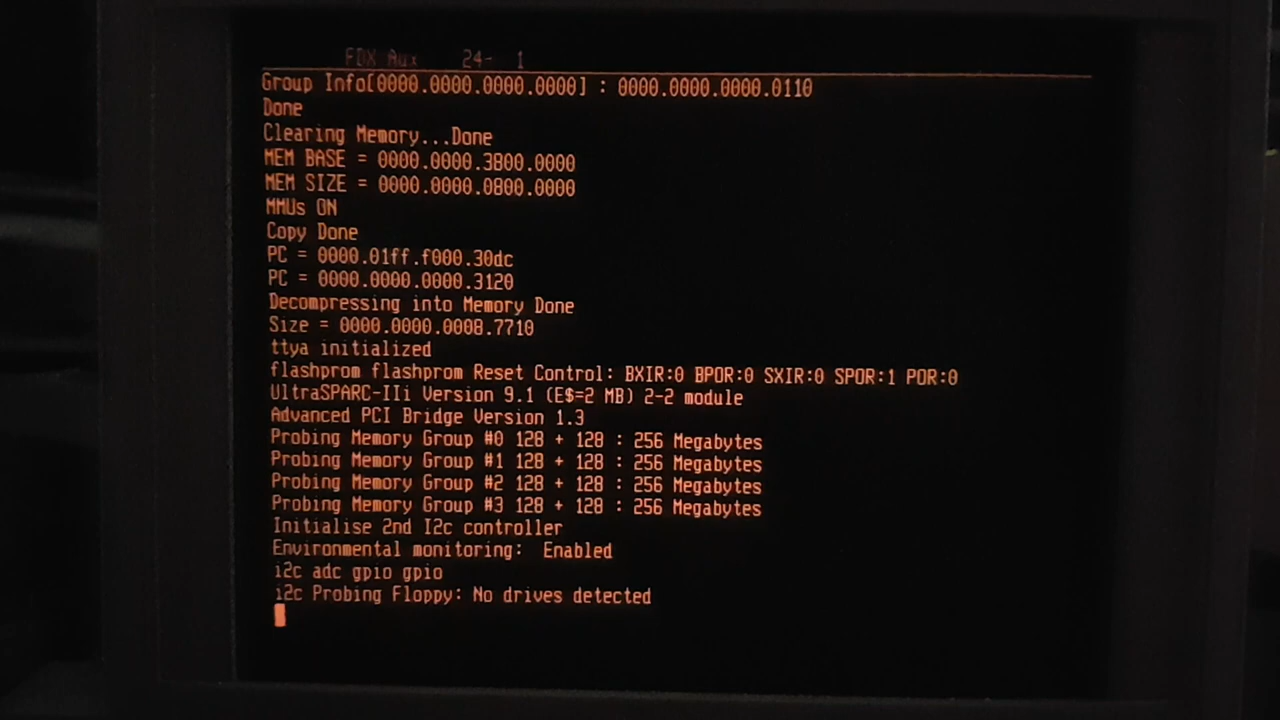 FDX Aux 24- 1
Group Info[0000.0000.0000.0000] : 0000.0000.0000.0110
Done
Clearing Memory...Done
MEM BASE = 0000.0000.3800.0000
MEM SIZE = 0000.0000.0800.0000
MMUs ON
Copy Done
PC = 0000.01ff.f000.30dc
PC = 0000.0000.0000.3120
Decompressing into Memory Done
Size = 0000.0000.0008.7710
ttya initialized
flashprom flashprom Reset Control: BXIR:0 BPOR:0 SXIR:0 SPOR:1 POR:0
UltraSPARC-IIi Version 9.1 (E$=2 MB) 2-2 module
Advanced PCI Bridge Version 1.3
Probing Memory Group #0 128 + 128 : 256 Megabytes
Probing Memory Group #1 128 + 128 : 256 Megabytes
Probing Memory Group #2 128 + 128 : 256 Megabytes
Probing Memory Group #3 128 + 128 : 256 Megabytes
Initialise 2nd I2c controller
Environmental monitoring: Enabled
i2c adc gpio gpio
i2c Probing Floppy: No drives detected